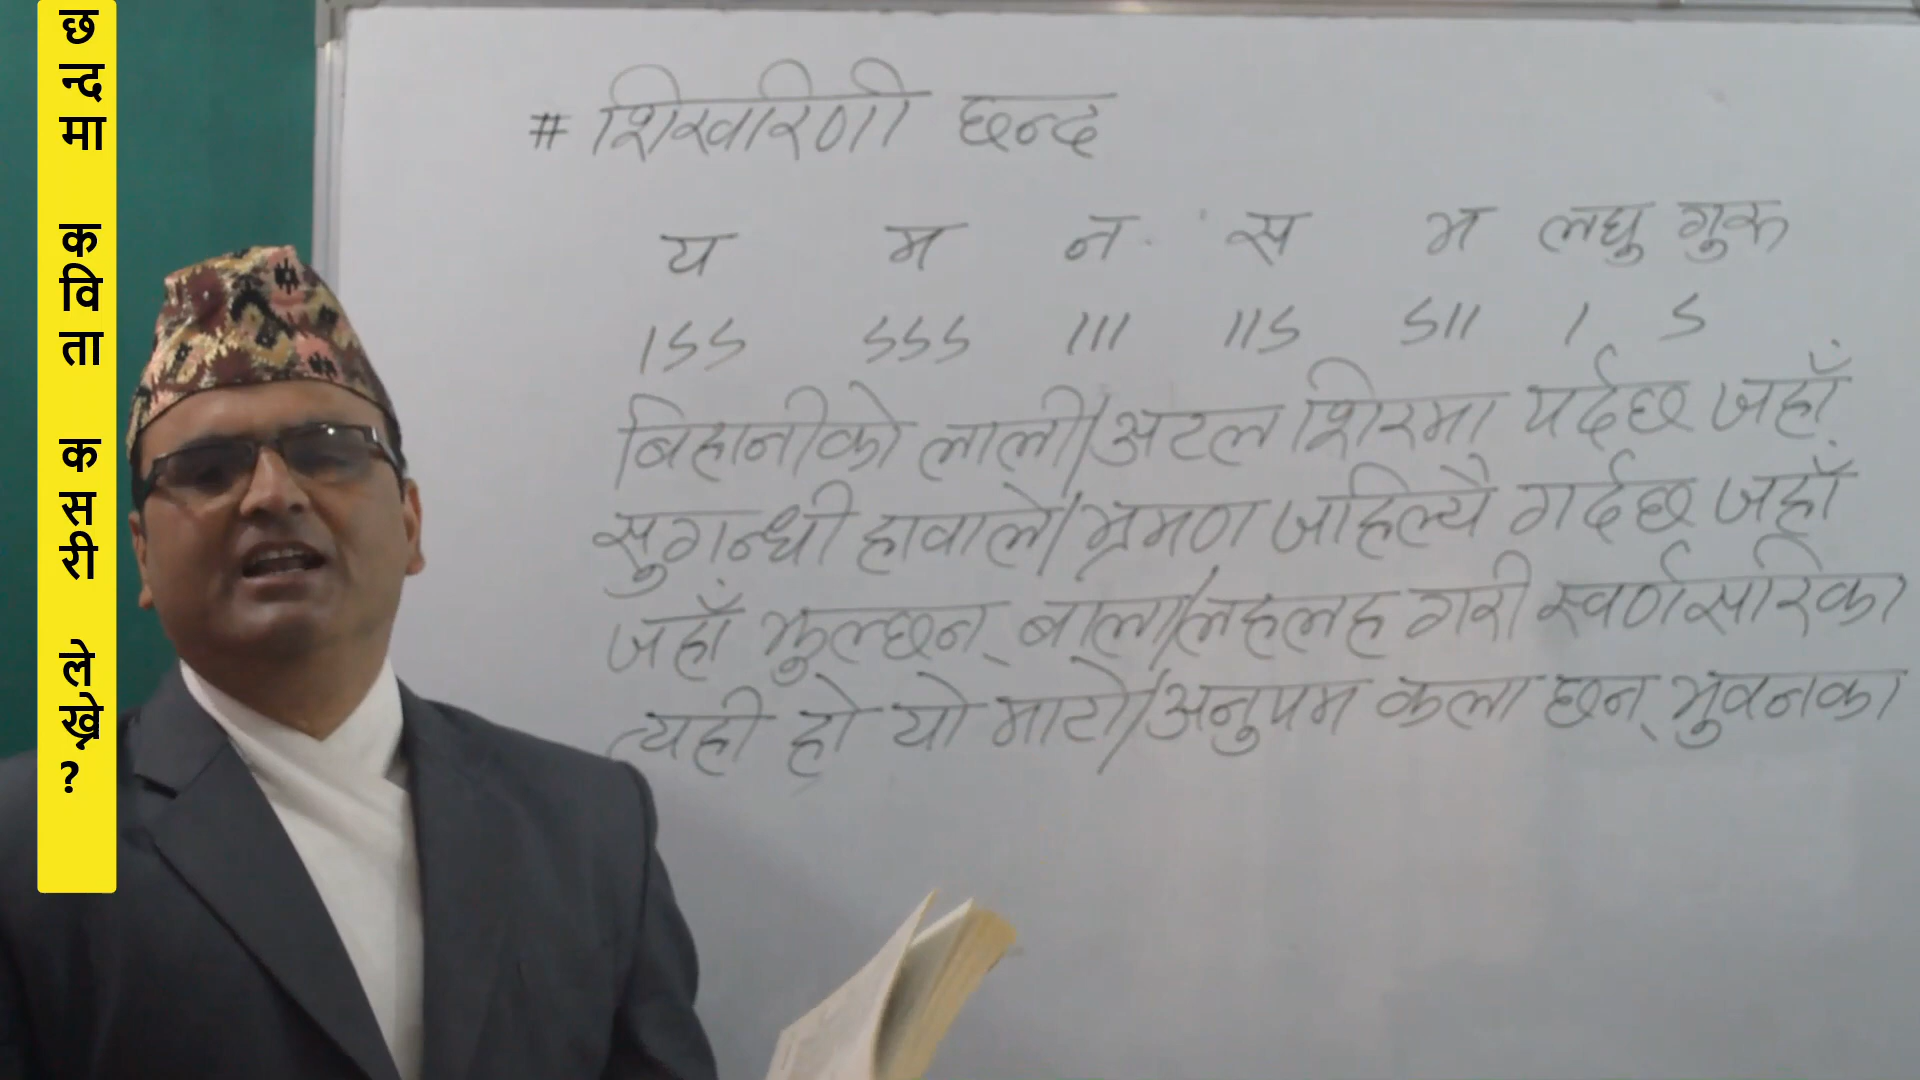 छन्दमा कविता कसरी लेख्ने ?
# शिखरिणी छन्द
य म न स भ लघु गुरु
ISS SSS III IIS SII I S
बिहानीको लाली/अटल शिरमा पर्दछ जहाँ
सुगन्धी हावाले/भ्रमण जहिल्यै गर्दछ जहाँ
जहाँ झुल्छन् बाला/लहलह गरी स्वर्णसरिका
त्यही हो यो माटो/अनुपम कला छन् भुवनका